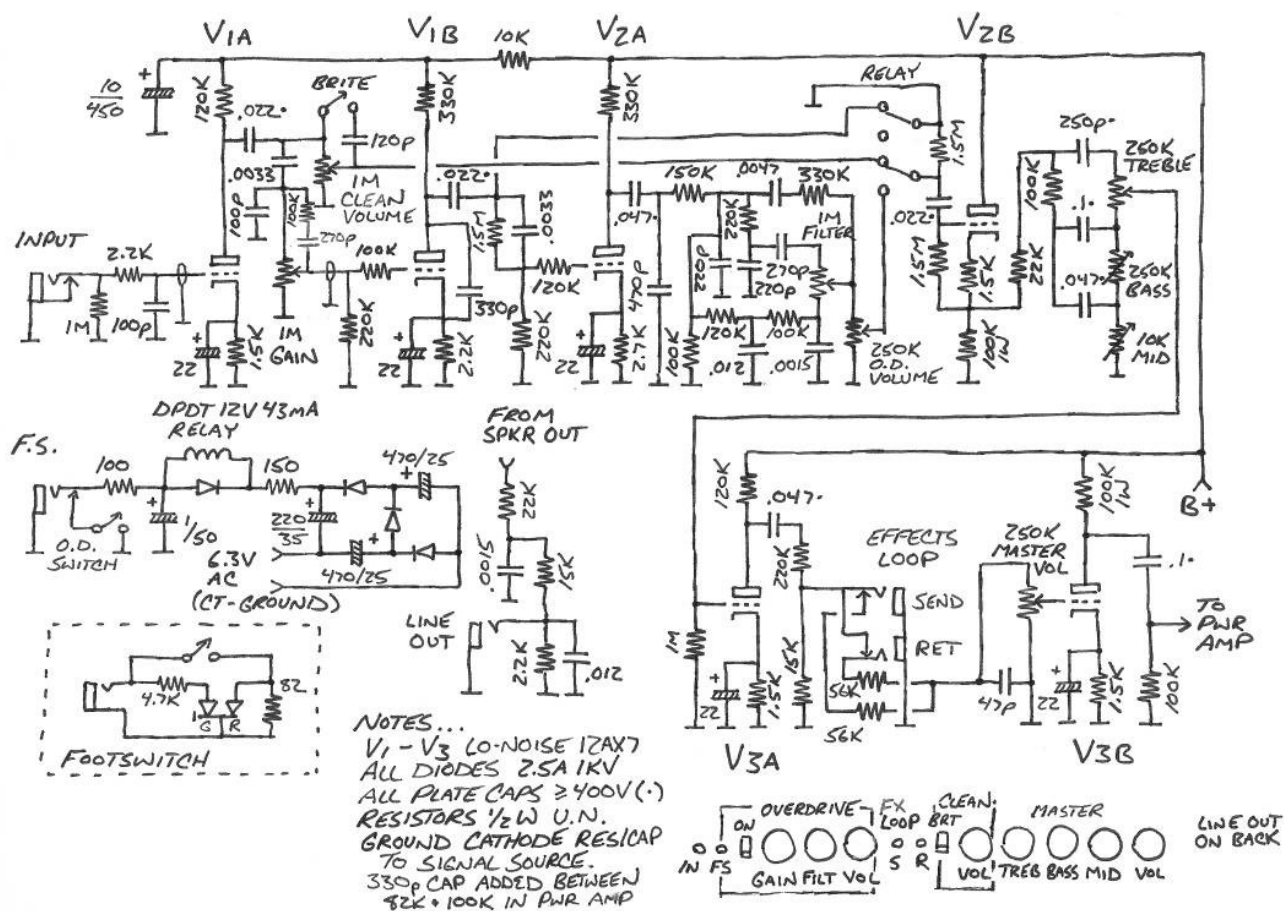 V1A
V1B
V2A
V2B
10K
10
450
+
120K
.022·
BRITE
120p
330K
330K
RELAY
1.5M
250p·
250K
TREBLE
.0033
1M
CLEAN
VOLUME
100p
100K
270p
.022·
1.5M
.0033
150K
.0047
330K
220K
1M
FILTER
.022·
100K
.1·
INPUT
2.2K
1M
100p
100K
.047·
220p
270p
220p
1.5M
1.5K
22K
.047·
250K
BASS
+
22
1.5K
1M
GAIN
220K
+
22
2.2K
330p
120K
220K
+
22
2.7K
470p
100K
120K
.012
100K
.0015
250K
O.D.
VOLUME
100K
1W
10K
MID
DPDT 12V 43mA
RELAY
F.S.
100
150
470/25
+
+
1/50
O.D.
SWITCH
+
220
35
+
470/25
6.3V
AC
(CT-GROUND)
FROM
SPKR OUT
22K
.0015
15K
LINE
OUT
2.2K
.012
120K
.047·
220K
EFFECTS
LOOP
SEND
RET
1M
+
22
1.5K
15K
56K
56K
V3A
100K
1W
B+
250K
MASTER
VOL
.1·
TO
PWR
AMP
47p
+
22
1.5K
100K
V3B
4.7K
G
R
82
FOOTSWITCH
NOTES...
V1 - V3 LO-NOISE 12AX7
ALL DIODES 2.5A 1KV
ALL PLATE CAPS ≥400V (·)
RESISTORS 1/2W U.N.
GROUND CATHODE RES/CAP
TO SIGNAL SOURCE.
330p CAP ADDED BETWEEN
82K + 100K IN PWR AMP
OVERDRIVE
FX
LOOP
CLEAN
MASTER
ON
BRT
IN FS
GAIN FILT VOL
S R
VOL
TREB BASS MID VOL
LINE OUT
ON BACK